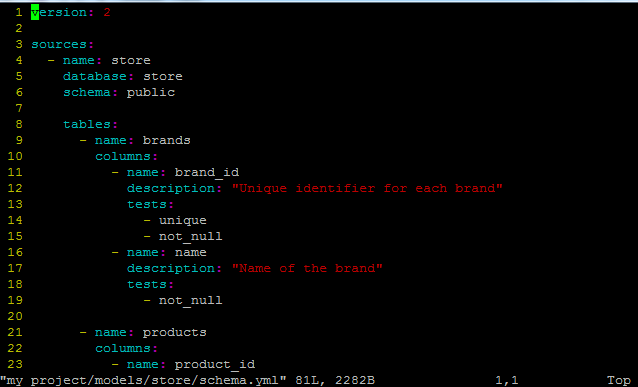 1 version: 2
2
3 sources:
4   - name: store
5     database: store
6     schema: public
7
8     tables:
9       - name: brands
10         columns:
11           - name: brand_id
12             description: "Unique identifier for each brand"
13             tests:
14               - unique
15               - not_null
16           - name: name
17             description: "Name of the brand"
18             tests:
19               - not_null
20
21       - name: products
22         columns:
23           - name: product_id
"my project/models/store/schema.yml" 81L, 2282B 1,1 Top